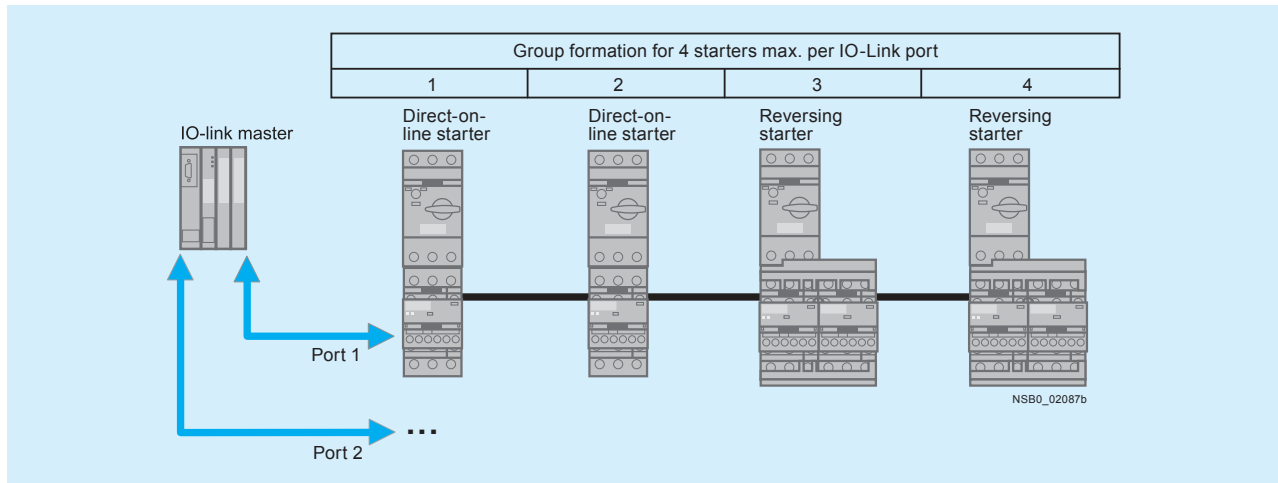 Group formation for 4 starters max. per IO-Link port
1 2 3 4
Direct-on-
line starter
Direct-on-
line starter
Reversing
starter
Reversing
starter
IO-link master
Port 1
NSB0_02087b
...
Port 2